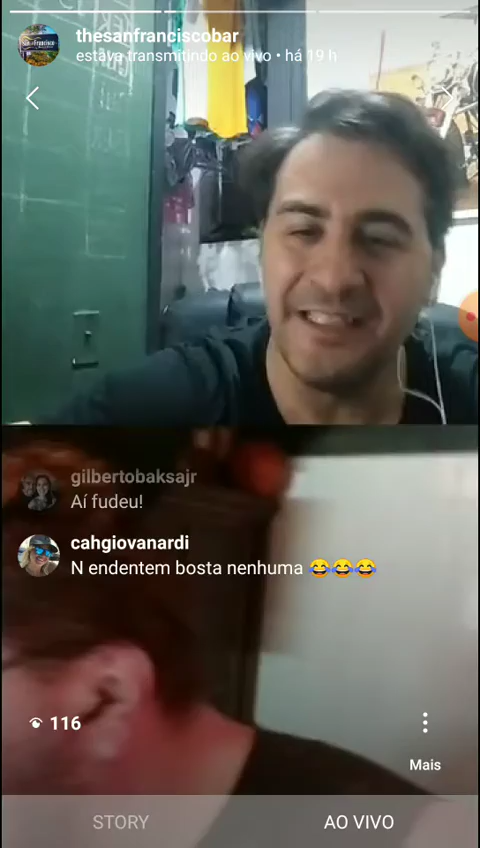 thesanfranciscobar
estava transmitindo ao vivo • há 19 h
gilbertobaksajr
Aí fudeu!
cahgiovanardi
N endentem bosta nenhuma 😂😂😂
116
Mais
STORY
AO VIVO